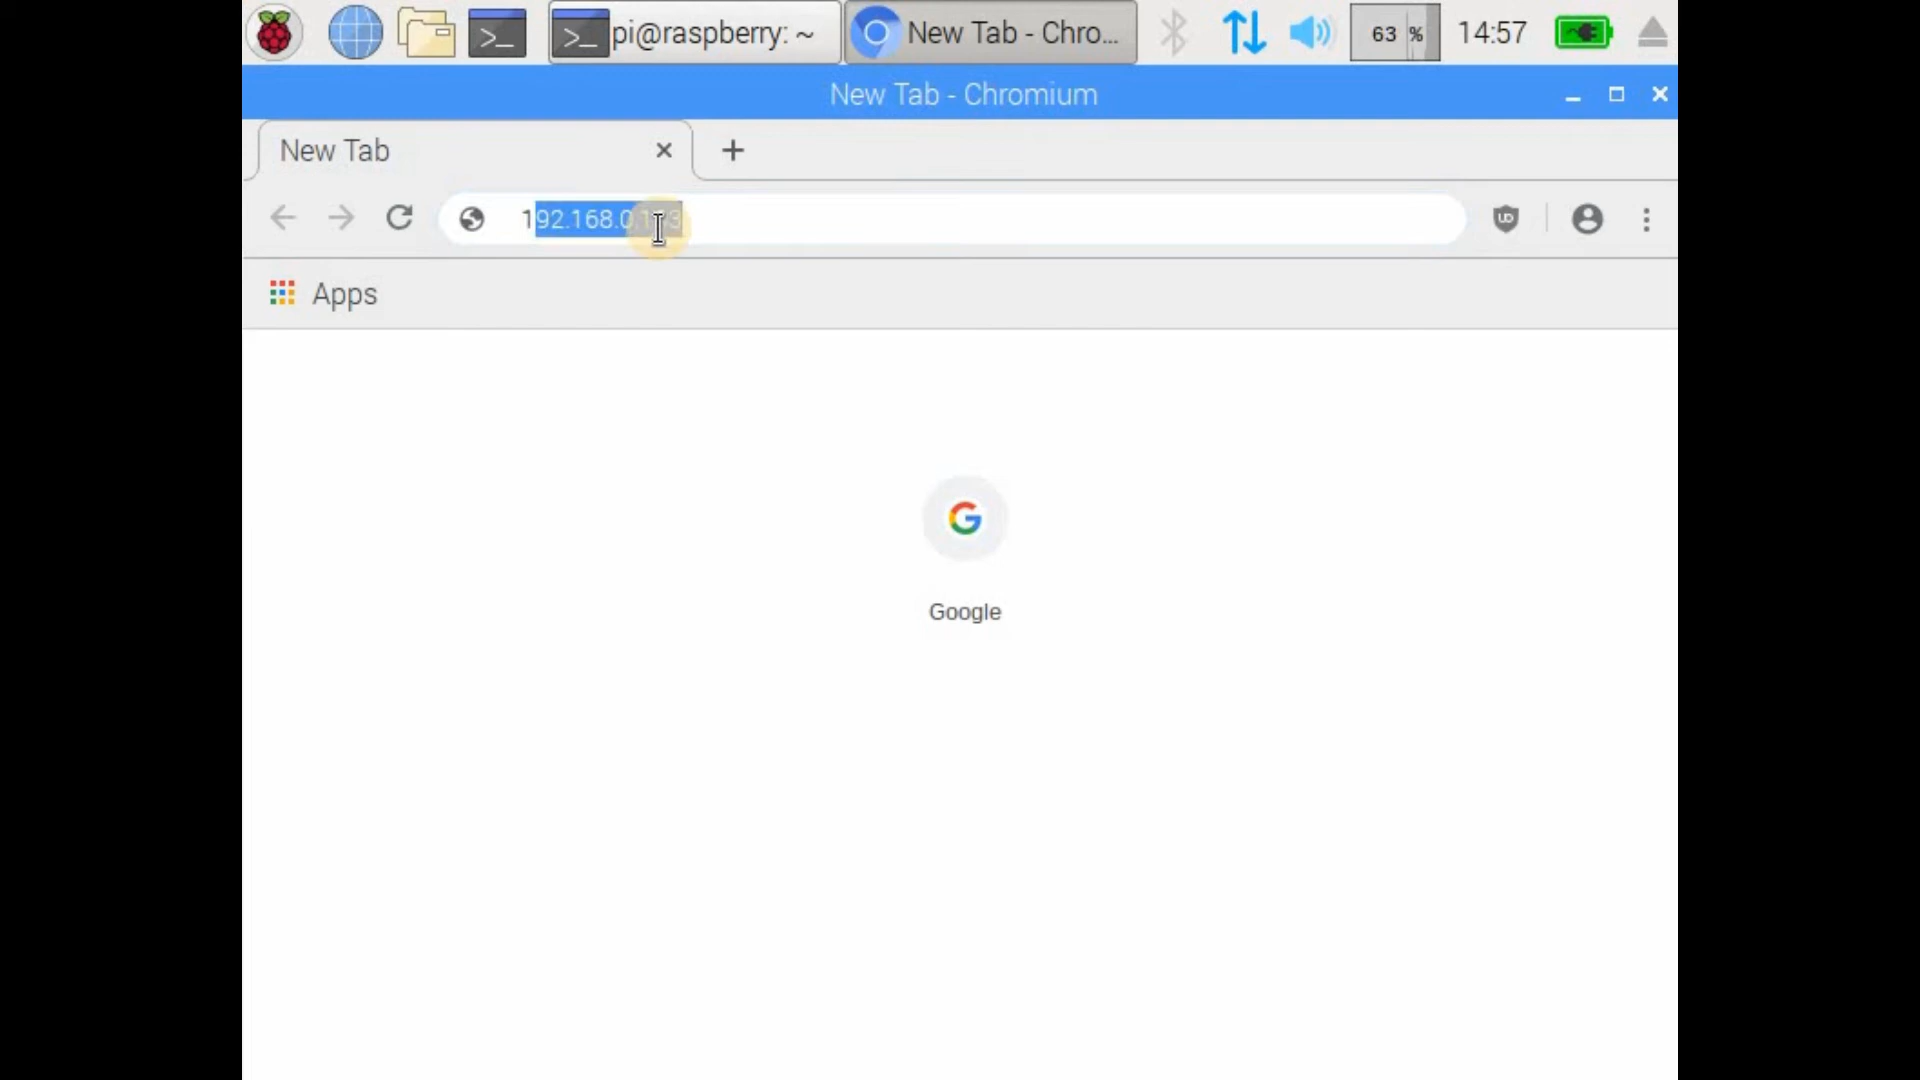 pi@raspberry: ~
New Tab - Chro...
63 %
14:57
New Tab - Chromium
New Tab
192.168.0.
Apps
Google